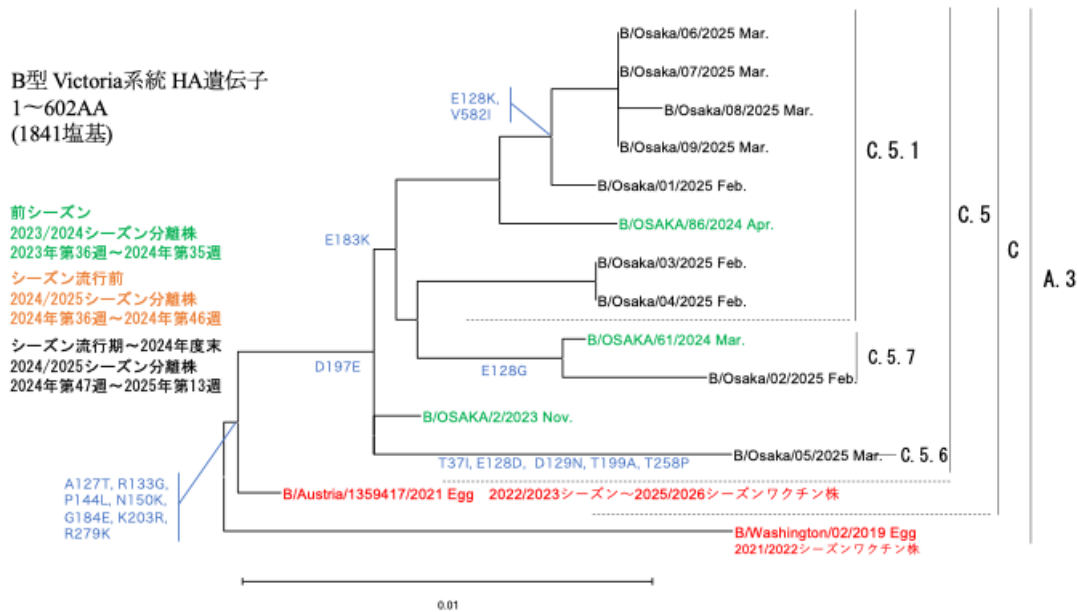 B型 Victoria系統 HA遺伝子
1〜602AA
(1841塩基)
前シーズン
2023/2024シーズン分離株
2023年第36週〜2024年第35週
シーズン流行前
2024/2025シーズン分離株
2024年第36週〜2024年第46週
シーズン流行期〜2024年度末
2024/2025シーズン分離株
2024年第47週〜2025年第13週
A127T, R133G,
P144L, N150K,
G184E, K203R,
R279K
D197E
E183K
E128K,
V582I
E128G
T37I, E128D, D129N, T199A, T258P
B/Osaka/06/2025 Mar.
B/Osaka/07/2025 Mar.
B/Osaka/08/2025 Mar.
B/Osaka/09/2025 Mar.
B/Osaka/01/2025 Feb.
B/OSAKA/86/2024 Apr.
B/Osaka/03/2025 Feb.
B/Osaka/04/2025 Feb.
B/OSAKA/61/2024 Mar.
B/Osaka/02/2025 Feb.
B/OSAKA/2/2023 Nov.
B/Osaka/05/2025 Mar.
B/Austria/1359417/2021 Egg 2022/2023シーズン〜2025/2026シーズンワクチン株
B/Washington/02/2019 Egg
2021/2022シーズンワクチン株
C.5.1
C.5.7
C.5.6
C.5
C
A.3
0.01